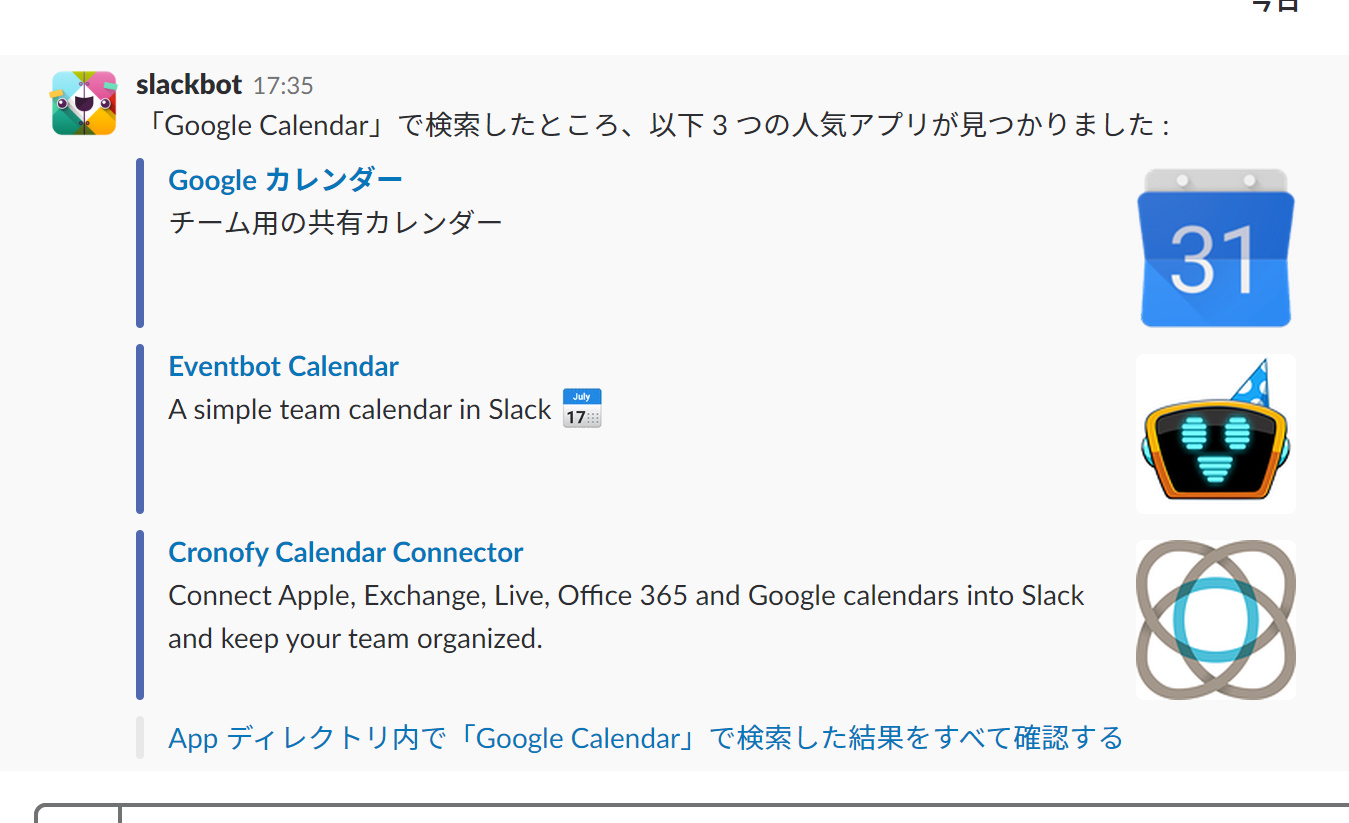 今日
slackbot 17:35
「Google Calendar」で検索したところ、以下 3 つの人気アプリが見つかりました :
Google カレンダー
チーム用の共有カレンダー
31
Eventbot Calendar
A simple team calendar in Slack
July
17
Cronofy Calendar Connector
Connect Apple, Exchange, Live, Office 365 and Google calendars into Slack
and keep your team organized.
App ディレクトリ内で「Google Calendar」で検索した結果をすべて確認する